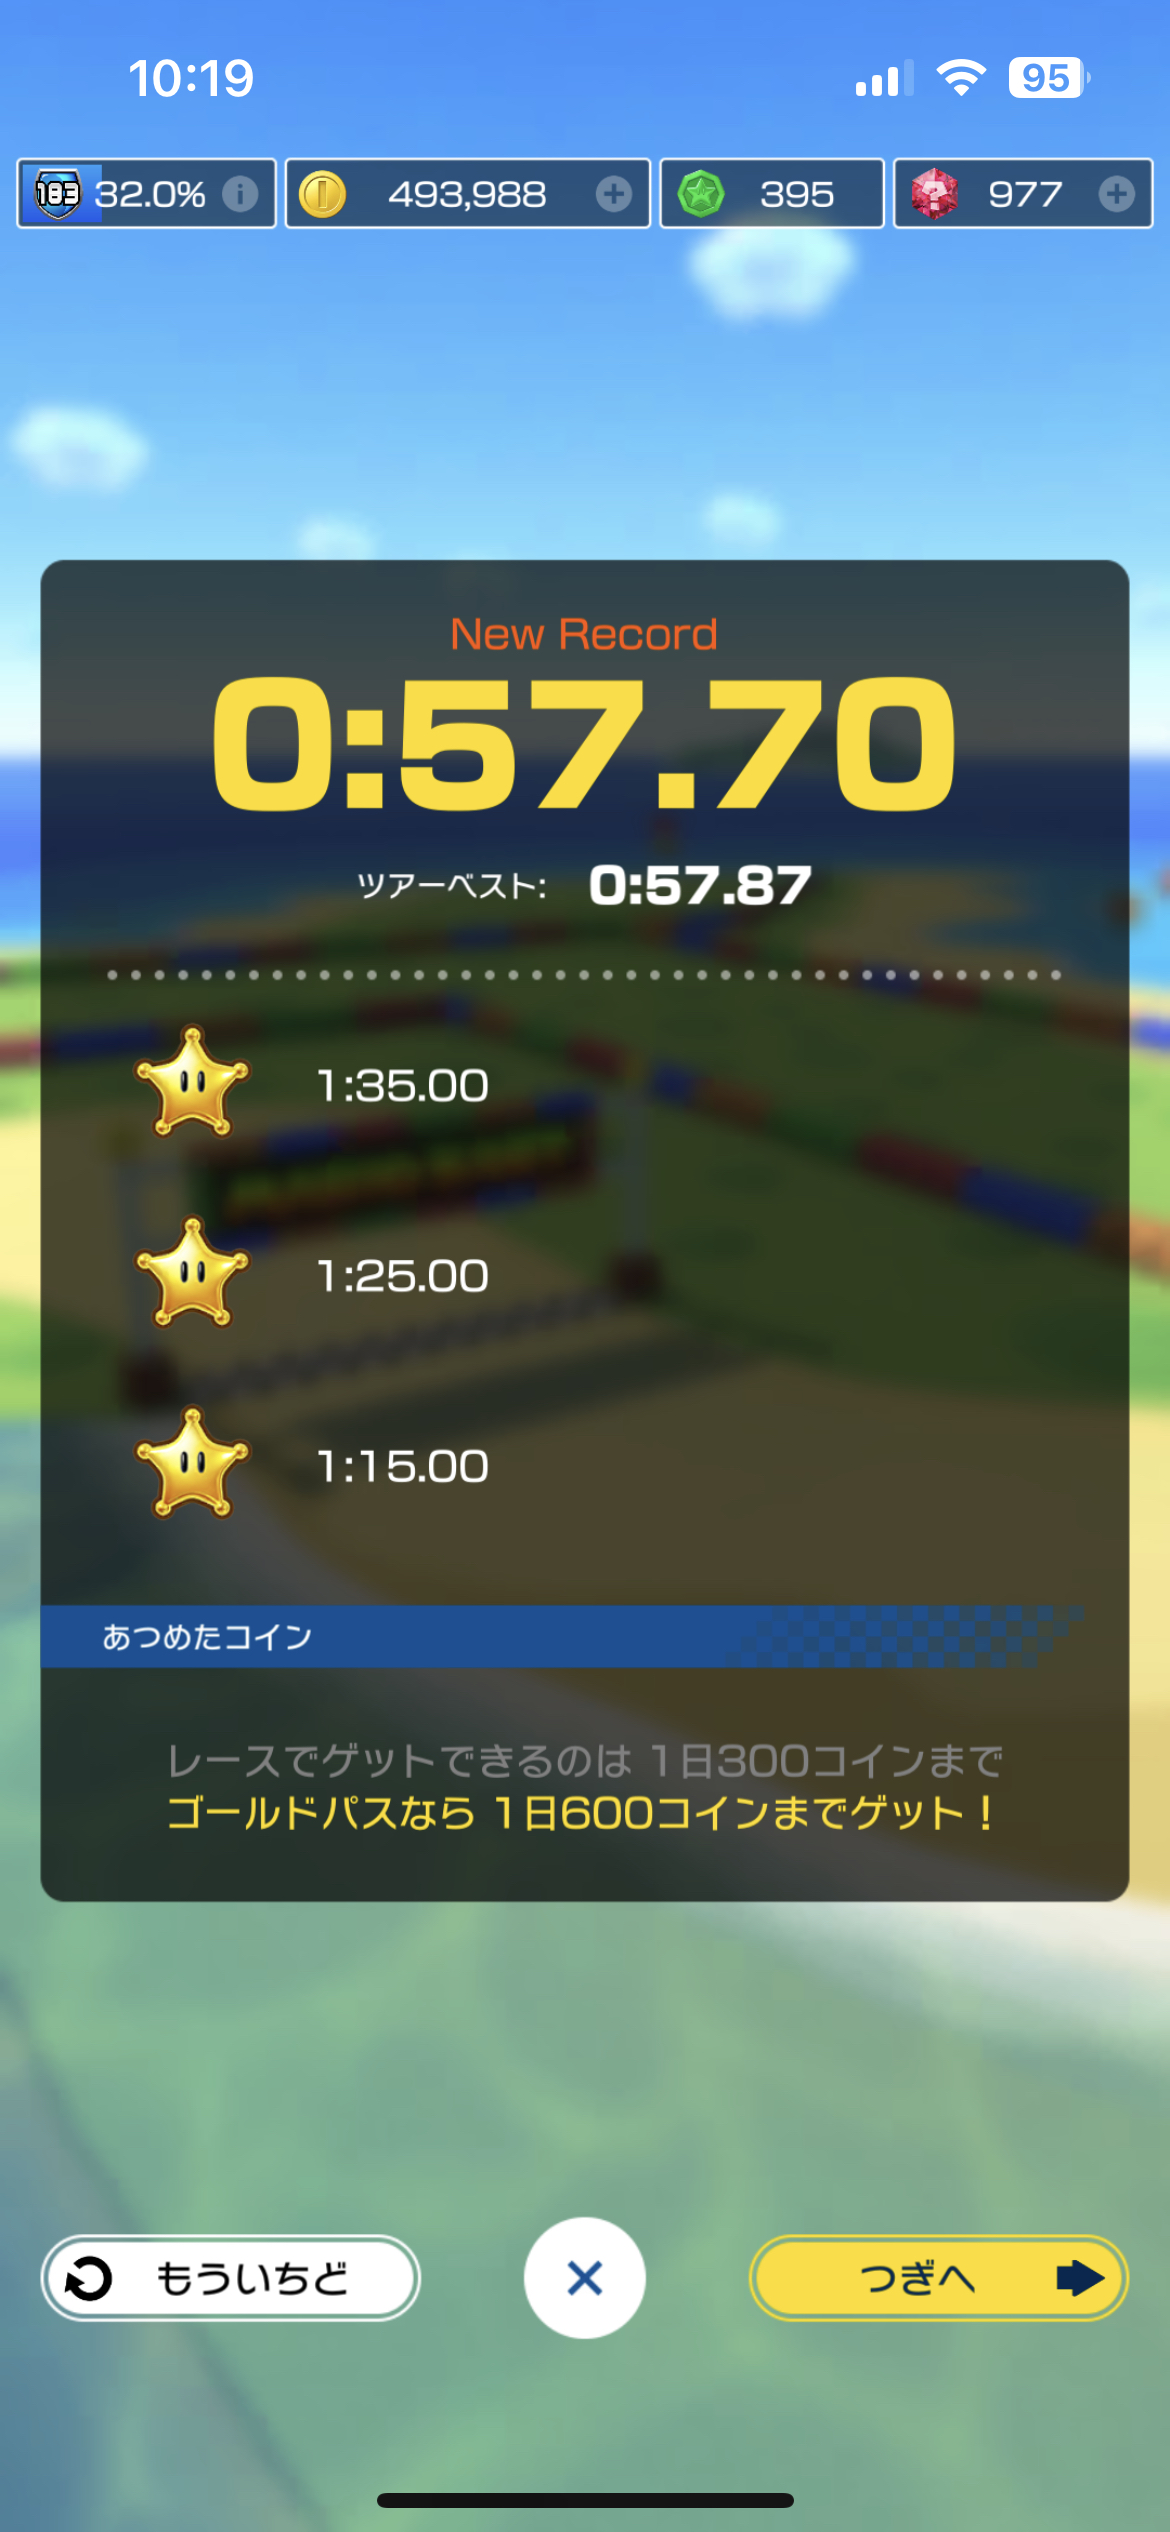 10:19
95
183 32.0% i
493,988 +
395
977 +
New Record
0:57.70
ツアーベスト: 0:57.87
1:35.00
1:25.00
1:15.00
あつめたコイン
レースでゲットできるのは 1日300コインまで
ゴールドパスなら 1日600コインまでゲット！
もういちど
×
つぎへ